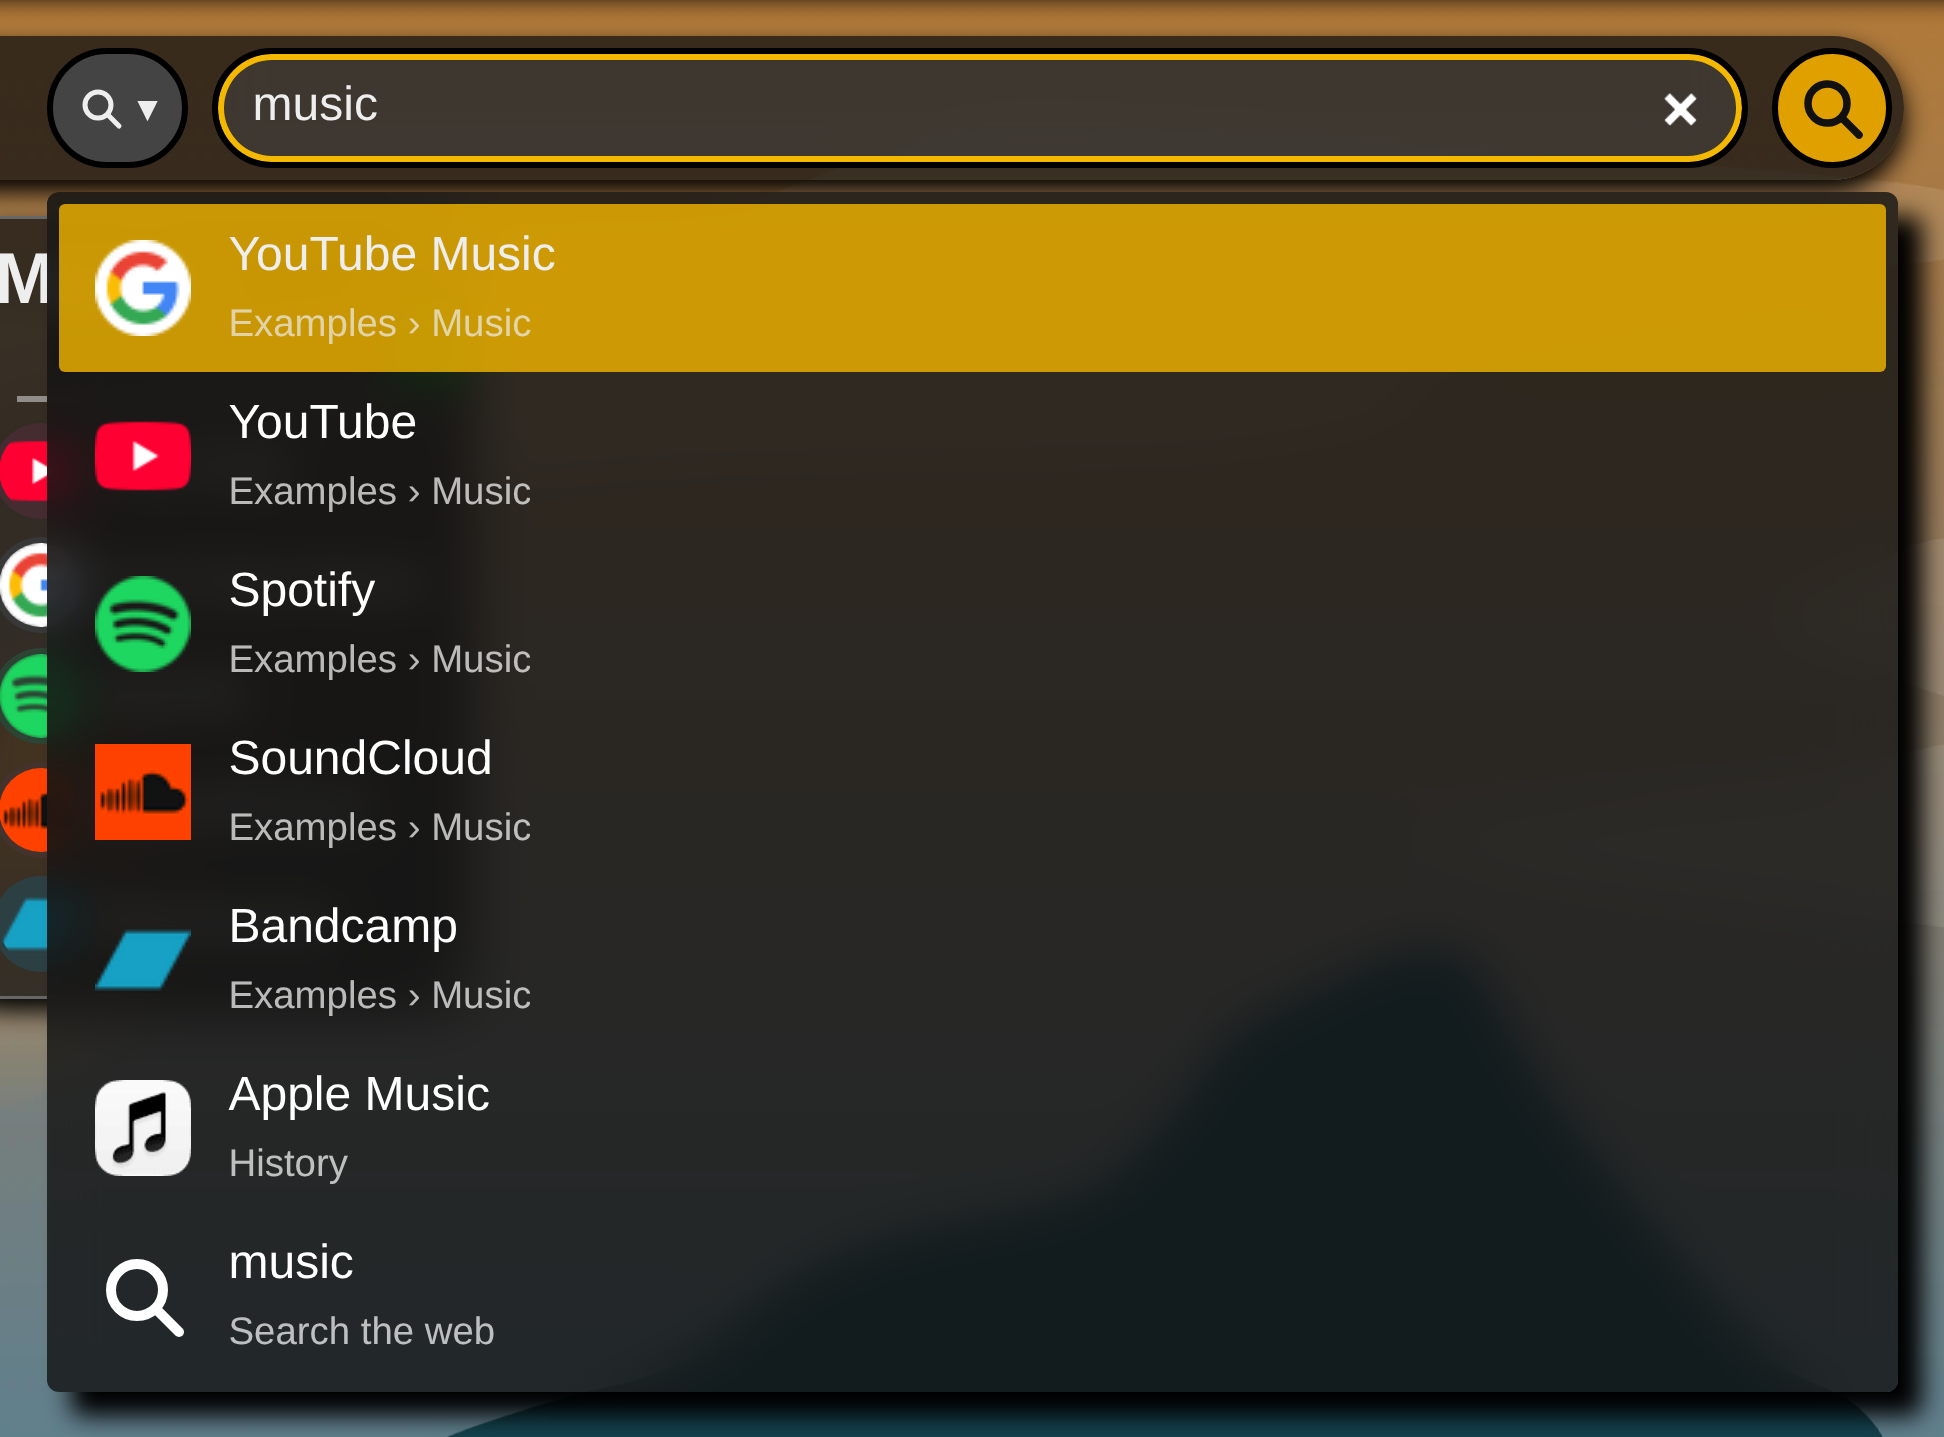 music
M
YouTube Music
Examples › Music
YouTube
Examples › Music
Spotify
Examples › Music
SoundCloud
Examples › Music
Bandcamp
Examples › Music
Apple Music
History
music
Search the web